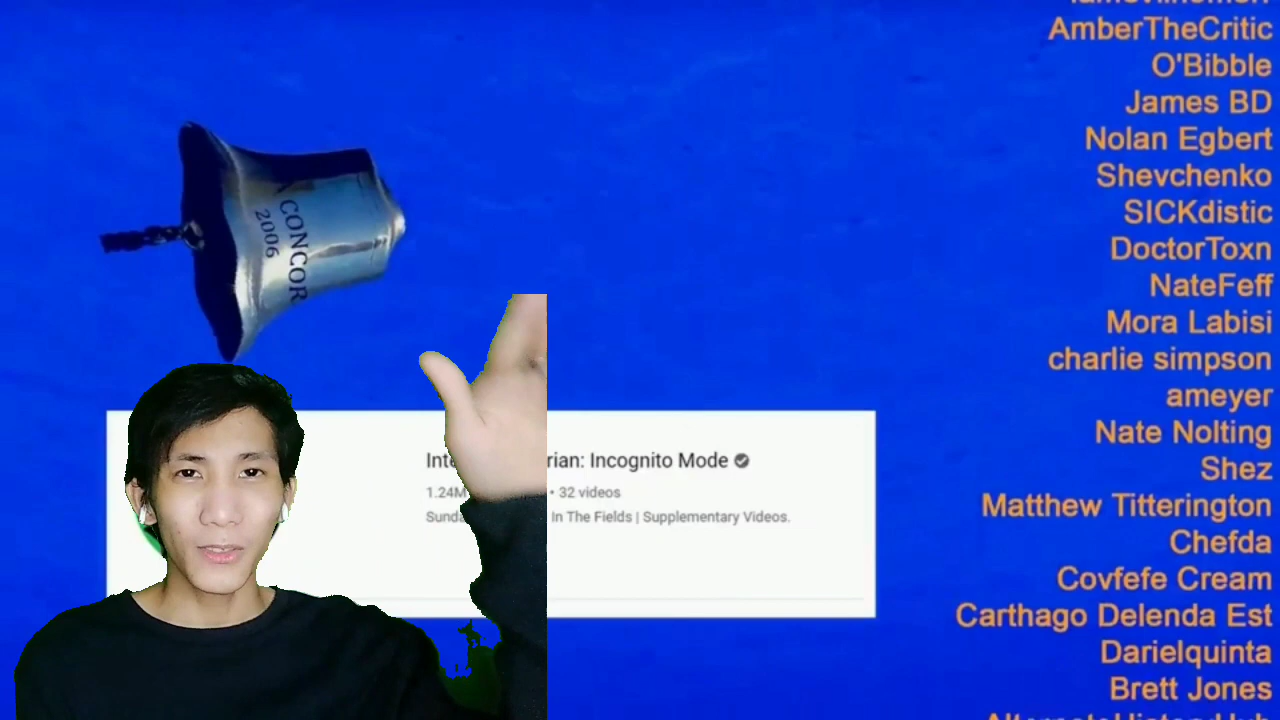 CONCOR
2006
AmberTheCritic
O'Bibble
James BD
Nolan Egbert
Shevchenko
SICKdistic
DoctorToxn
NateFeff
Mora Labisi
charlie simpson
ameyer
Nate Nolting
Shez
Matthew Titterington
Chefda
Covfefe Cream
Carthago Delenda Est
Darielquinta
Brett Jones
rian: Incognito Mode
1.24M • 32 videos
In The Fields | Supplementary Videos.